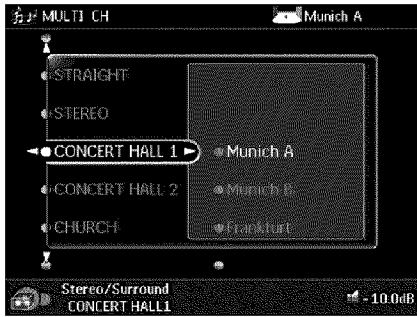 MULTI CH
Munich A
STRAIGHT
STEREO
CONCERT HALL 1
Munich A
CONCERT HALL 2
Munich B
CHURCH
Frankfurt
Stereo/Surround
CONCERT HALL1
-10.0dB